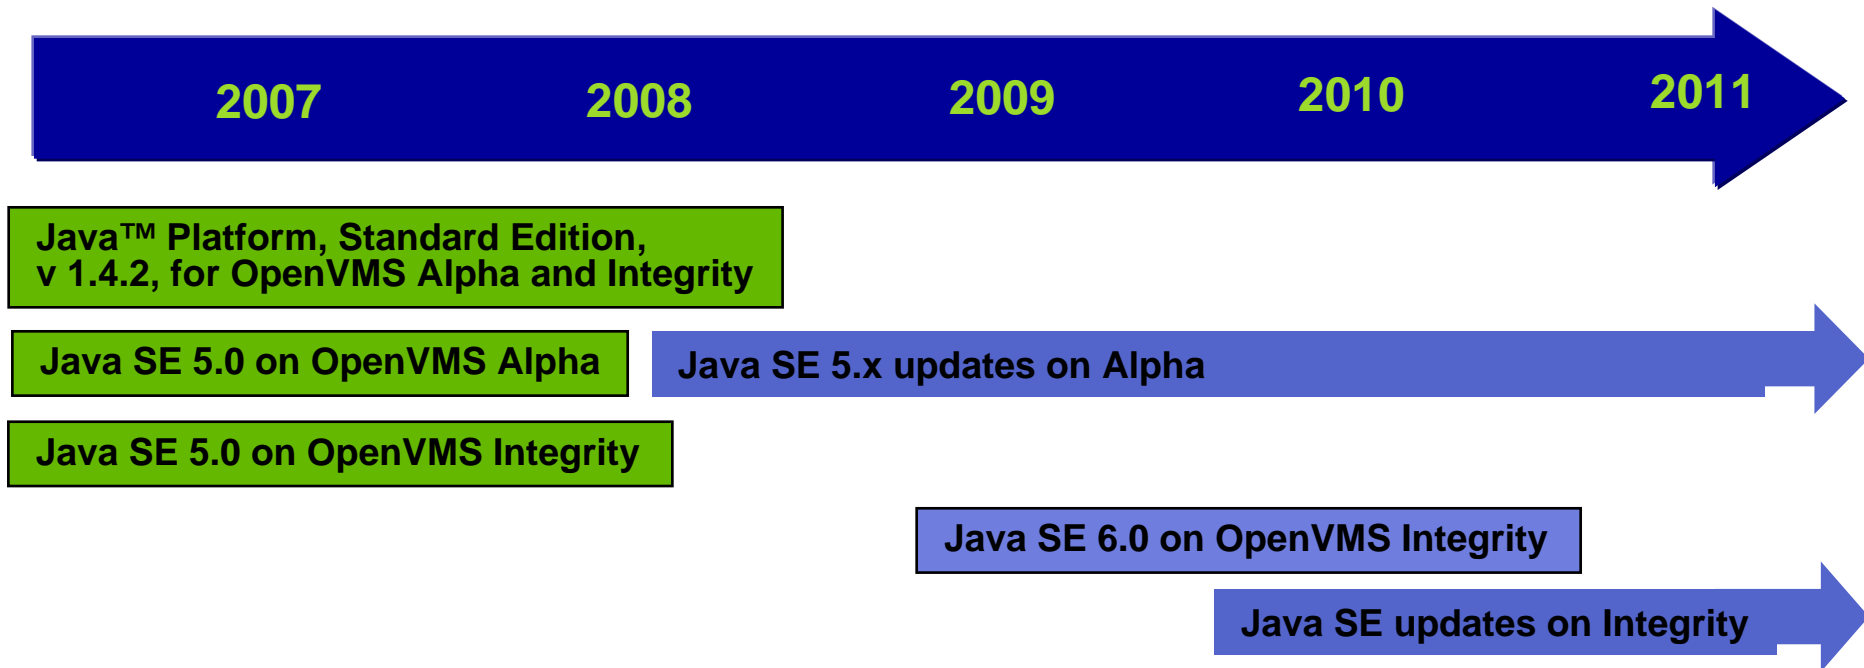 2007 2008 2009 2010 2011
Java™ Platform, Standard Edition,
v 1.4.2, for OpenVMS Alpha and Integrity
Java SE 5.0 on OpenVMS Alpha
Java SE 5.x updates on Alpha
Java SE 5.0 on OpenVMS Integrity
Java SE 6.0 on OpenVMS Integrity
Java SE updates on Integrity